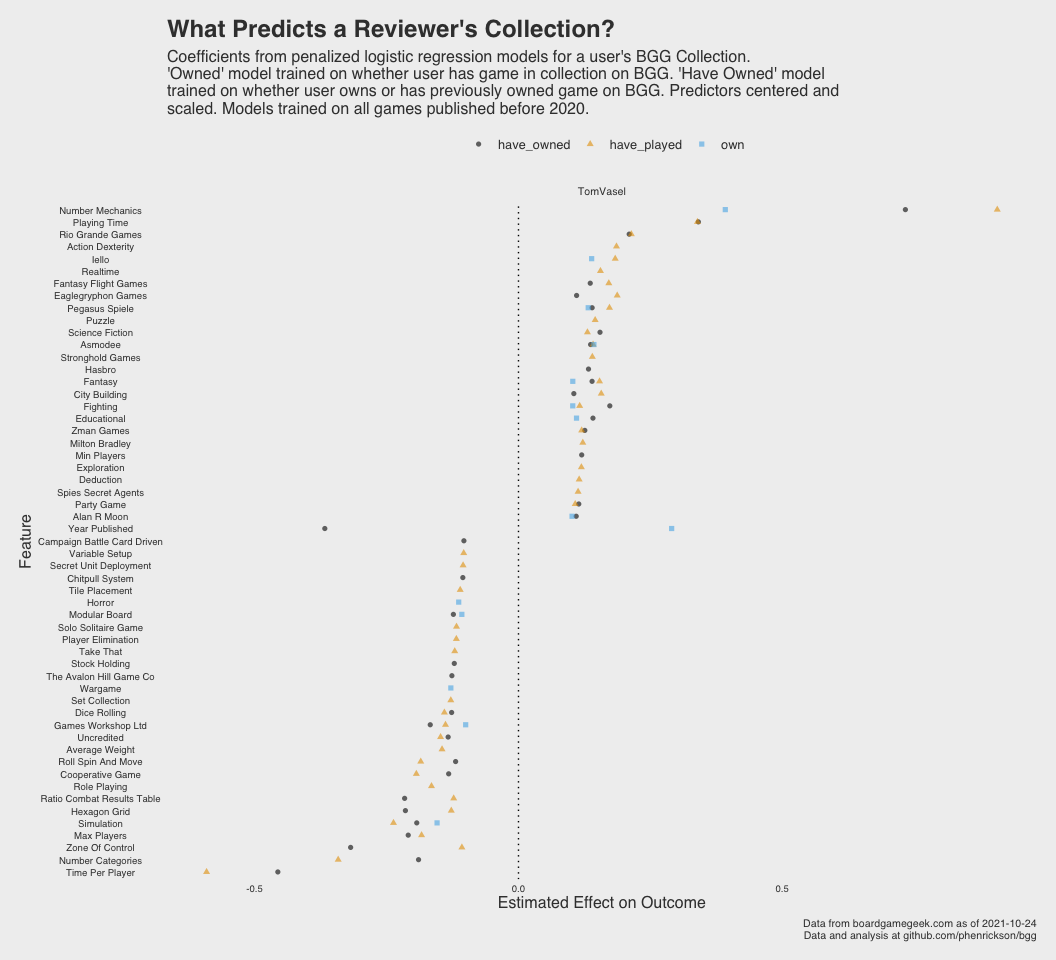 What Predicts a Reviewer's Collection?
Coefficients from penalized logistic regression models for a user's BGG Collection.
'Owned' model trained on whether user has game in collection on BGG. 'Have Owned' model
trained on whether user owns or has previously owned game on BGG. Predictors centered and
scaled. Models trained on all games published before 2020.
have_owned have_played own
TomVasel
Number Mechanics
Playing Time
Rio Grande Games
Action Dexterity
Iello
Realtime
Fantasy Flight Games
Eaglegryphon Games
Pegasus Spiele
Puzzle
Science Fiction
Asmodee
Stronghold Games
Hasbro
Fantasy
City Building
Fighting
Educational
Zman Games
Milton Bradley
Min Players
Exploration
Deduction
Spies Secret Agents
Party Game
Alan R Moon
Year Published
Campaign Battle Card Driven
Variable Setup
Secret Unit Deployment
Chitpull System
Tile Placement
Horror
Modular Board
Solo Solitaire Game
Player Elimination
Take That
Stock Holding
The Avalon Hill Game Co
Wargame
Set Collection
Dice Rolling
Games Workshop Ltd
Uncredited
Average Weight
Roll Spin And Move
Cooperative Game
Role Playing
Ratio Combat Results Table
Hexagon Grid
Simulation
Max Players
Zone Of Control
Number Categories
Time Per Player
Feature
-0.5 0.0 0.5
Estimated Effect on Outcome
Data from boardgamegeek.com as of 2021-10-24
Data and analysis at github.com/phenrickson/bgg